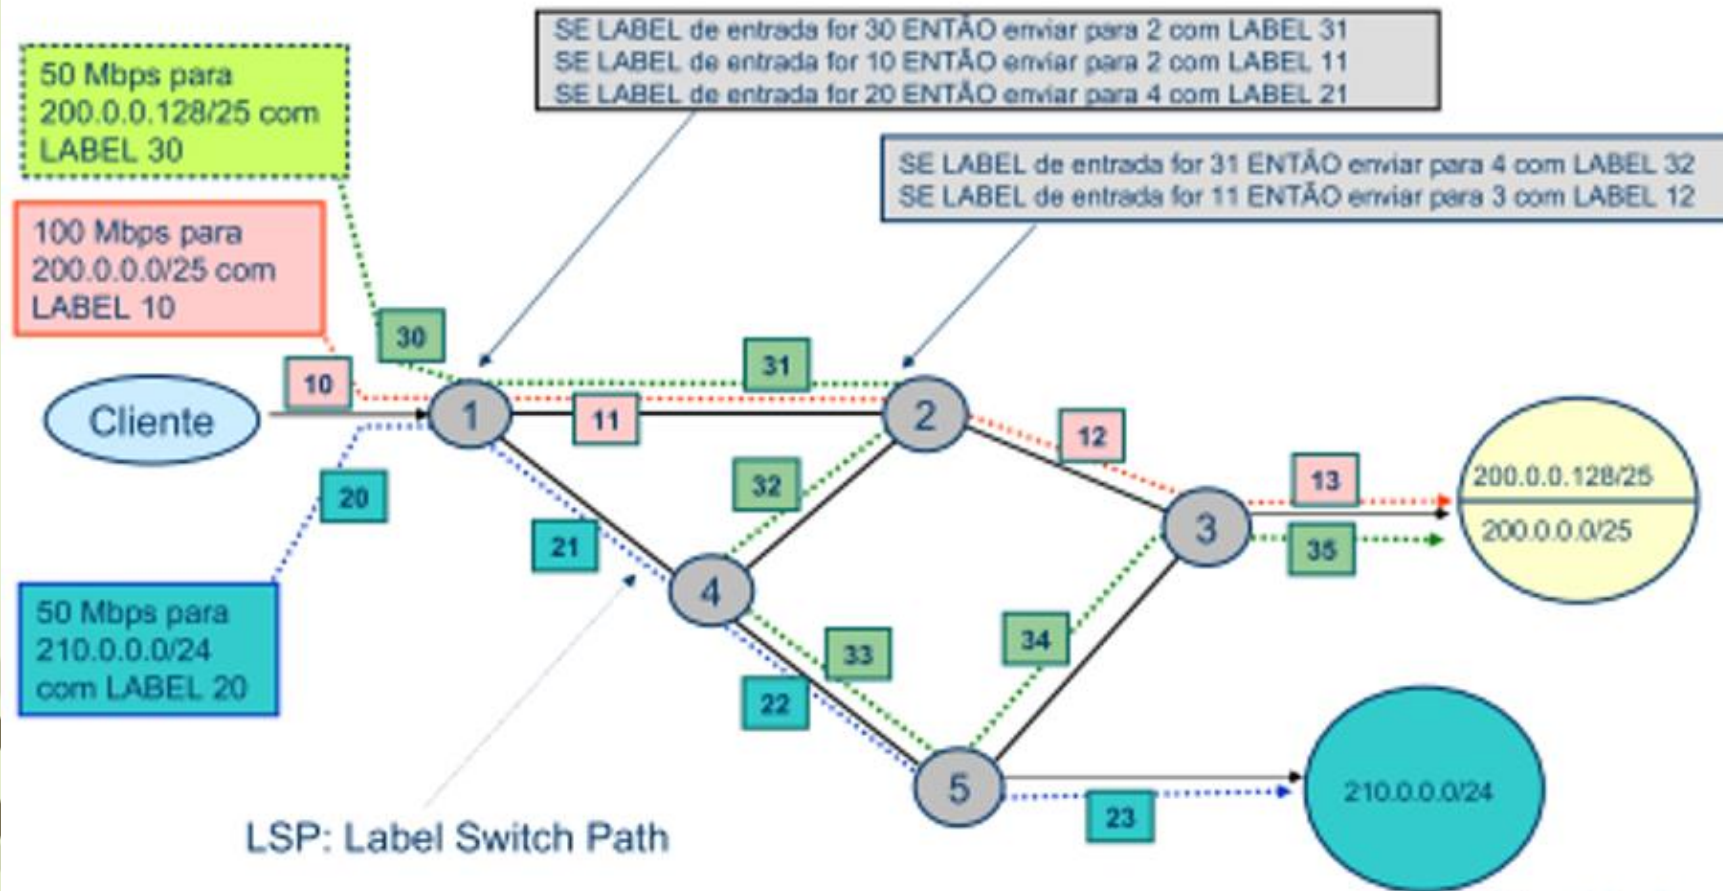 SE LABEL de entrada for 30 ENTÃO enviar para 2 com LABEL 31
SE LABEL de entrada for 10 ENTÃO enviar para 2 com LABEL 11
SE LABEL de entrada for 20 ENTÃO enviar para 4 com LABEL 21
50 Mbps para
200.0.0.128/25 com
LABEL 30
SE LABEL de entrada for 31 ENTÃO enviar para 4 com LABEL 32
SE LABEL de entrada for 11 ENTÃO enviar para 3 com LABEL 12
100 Mbps para
200.0.0.0/25 com
LABEL 10
30
31
10
Cliente
1
11
2
12
13
200.0.0.128/25
200.0.0.0/25
32
20
21
3
35
4
50 Mbps para
210.0.0.0/24
com LABEL 20
33
34
22
5
23
210.0.0.0/24
LSP: Label Switch Path